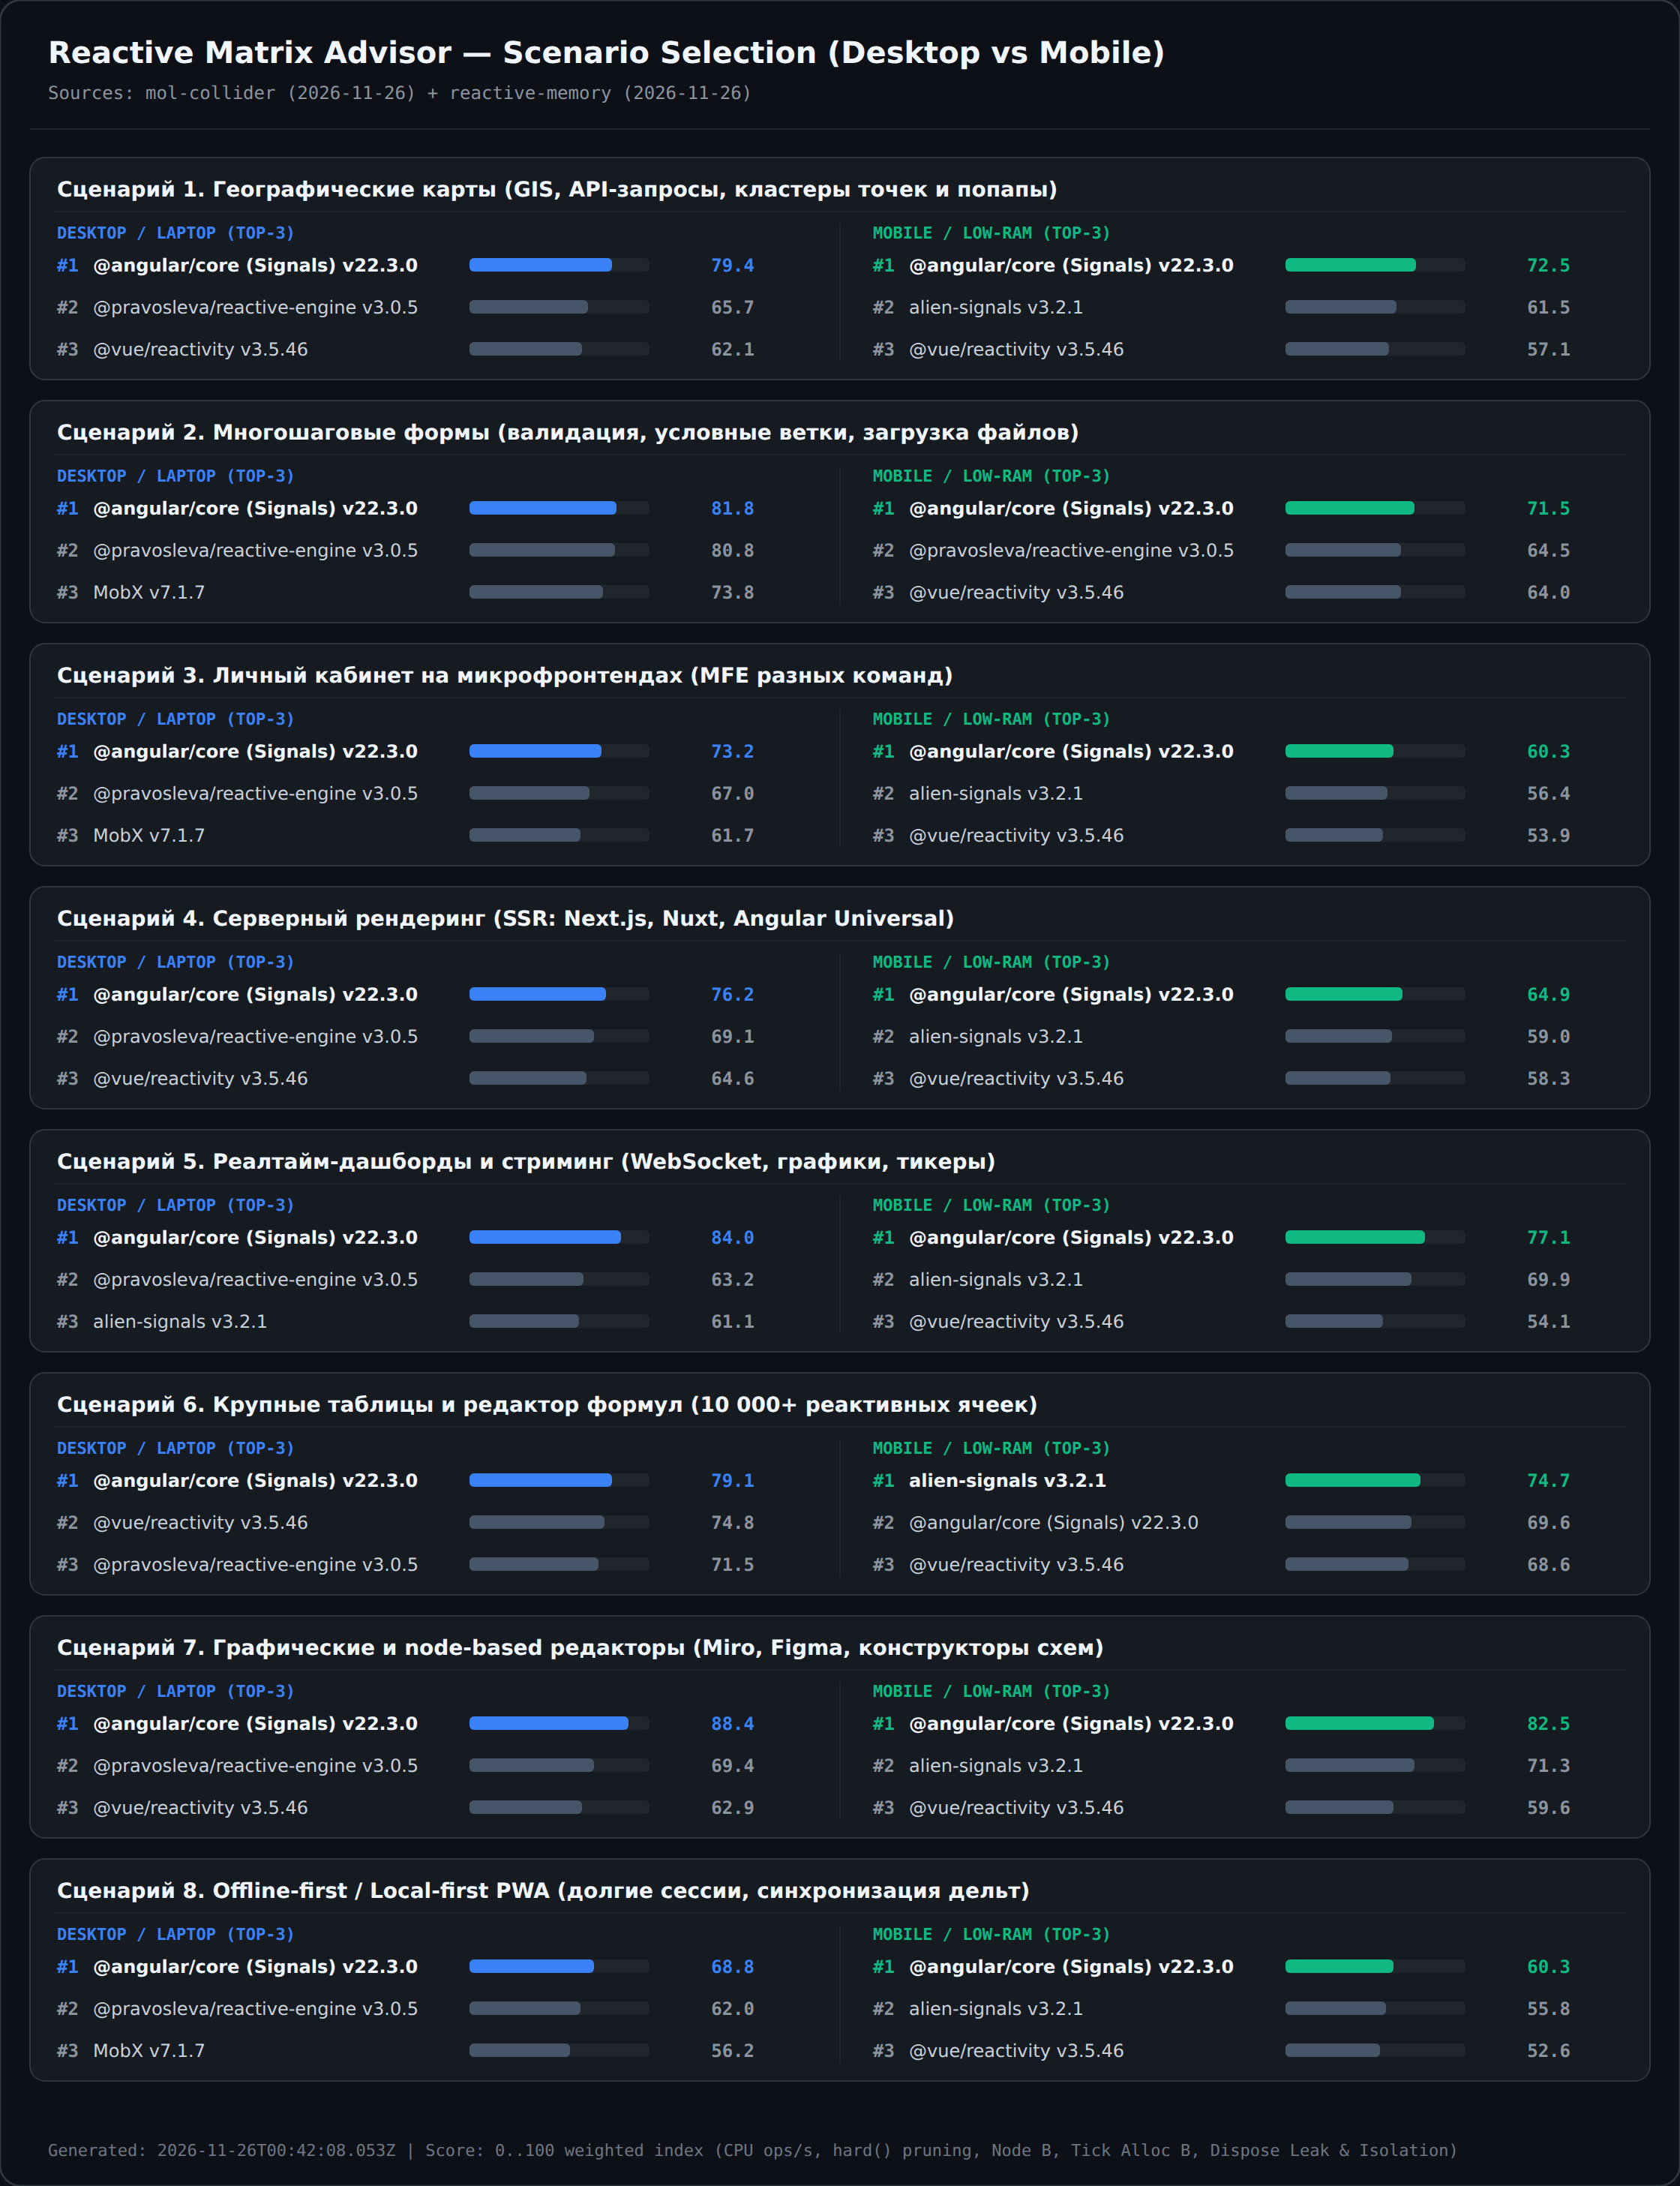 Reactive Matrix Advisor — Scenario Selection (Desktop vs Mobile)
Sources: mol-collider (2026-11-26) + reactive-memory (2026-11-26)
Сценарий 1. Географические карты (GIS, API-запросы, кластеры точек и попапы)
DESKTOP / LAPTOP (TOP-3)
#1 @angular/core (Signals) v22.3.0 79.4
#2 @pravosleva/reactive-engine v3.0.5 65.7
#3 @vue/reactivity v3.5.46 62.1
MOBILE / LOW-RAM (TOP-3)
#1 @angular/core (Signals) v22.3.0 72.5
#2 alien-signals v3.2.1 61.5
#3 @vue/reactivity v3.5.46 57.1
Сценарий 2. Многошаговые формы (валидация, условные ветки, загрузка файлов)
DESKTOP / LAPTOP (TOP-3)
#1 @angular/core (Signals) v22.3.0 81.8
#2 @pravosleva/reactive-engine v3.0.5 80.8
#3 MobX v7.1.7 73.8
MOBILE / LOW-RAM (TOP-3)
#1 @angular/core (Signals) v22.3.0 71.5
#2 @pravosleva/reactive-engine v3.0.5 64.5
#3 @vue/reactivity v3.5.46 64.0
Сценарий 3. Личный кабинет на микрофронтендах (MFE разных команд)
DESKTOP / LAPTOP (TOP-3)
#1 @angular/core (Signals) v22.3.0 73.2
#2 @pravosleva/reactive-engine v3.0.5 67.0
#3 MobX v7.1.7 61.7
MOBILE / LOW-RAM (TOP-3)
#1 @angular/core (Signals) v22.3.0 60.3
#2 alien-signals v3.2.1 56.4
#3 @vue/reactivity v3.5.46 53.9
Сценарий 4. Серверный рендеринг (SSR: Next.js, Nuxt, Angular Universal)
DESKTOP / LAPTOP (TOP-3)
#1 @angular/core (Signals) v22.3.0 76.2
#2 @pravosleva/reactive-engine v3.0.5 69.1
#3 @vue/reactivity v3.5.46 64.6
MOBILE / LOW-RAM (TOP-3)
#1 @angular/core (Signals) v22.3.0 64.9
#2 alien-signals v3.2.1 59.0
#3 @vue/reactivity v3.5.46 58.3
Сценарий 5. Реалтайм-дашборды и стриминг (WebSocket, графики, тикеры)
DESKTOP / LAPTOP (TOP-3)
#1 @angular/core (Signals) v22.3.0 84.0
#2 @pravosleva/reactive-engine v3.0.5 63.2
#3 alien-signals v3.2.1 61.1
MOBILE / LOW-RAM (TOP-3)
#1 @angular/core (Signals) v22.3.0 77.1
#2 alien-signals v3.2.1 69.9
#3 @vue/reactivity v3.5.46 54.1
Сценарий 6. Крупные таблицы и редактор формул (10 000+ реактивных ячеек)
DESKTOP / LAPTOP (TOP-3)
#1 @angular/core (Signals) v22.3.0 79.1
#2 @vue/reactivity v3.5.46 74.8
#3 @pravosleva/reactive-engine v3.0.5 71.5
MOBILE / LOW-RAM (TOP-3)
#1 alien-signals v3.2.1 74.7
#2 @angular/core (Signals) v22.3.0 69.6
#3 @vue/reactivity v3.5.46 68.6
Сценарий 7. Графические и node-based редакторы (Miro, Figma, конструкторы схем)
DESKTOP / LAPTOP (TOP-3)
#1 @angular/core (Signals) v22.3.0 88.4
#2 @pravosleva/reactive-engine v3.0.5 69.4
#3 @vue/reactivity v3.5.46 62.9
MOBILE / LOW-RAM (TOP-3)
#1 @angular/core (Signals) v22.3.0 82.5
#2 alien-signals v3.2.1 71.3
#3 @vue/reactivity v3.5.46 59.6
Сценарий 8. Offline-first / Local-first PWA (долгие сессии, синхронизация дельт)
DESKTOP / LAPTOP (TOP-3)
#1 @angular/core (Signals) v22.3.0 68.8
#2 @pravosleva/reactive-engine v3.0.5 62.0
#3 MobX v7.1.7 56.2
MOBILE / LOW-RAM (TOP-3)
#1 @angular/core (Signals) v22.3.0 60.3
#2 alien-signals v3.2.1 55.8
#3 @vue/reactivity v3.5.46 52.6
Generated: 2026-11-26T00:42:08.053Z | Score: 0..100 weighted index (CPU ops/s, hard() pruning, Node B, Tick Alloc B, Dispose Leak & Isolation)